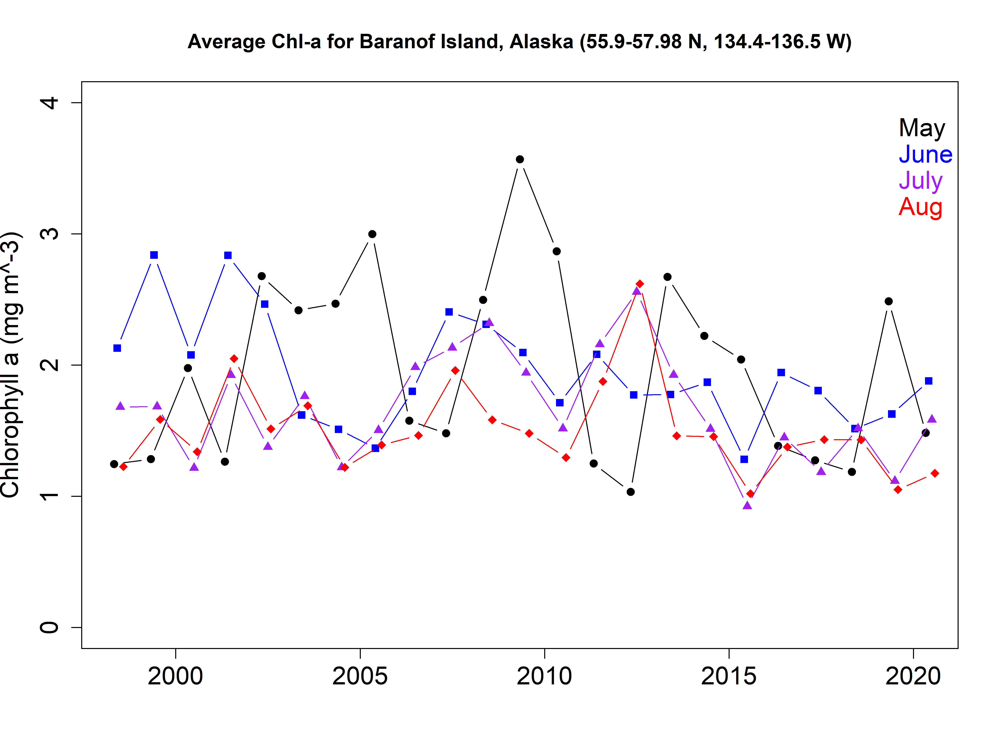 Average Chl-a for Baranof Island, Alaska (55.9-57.98 N, 134.4-136.5 W)
Chlorophyll a (mg m^-3)
4
3
2
1
0
May
June
July
Aug
2000 2005 2010 2015 2020